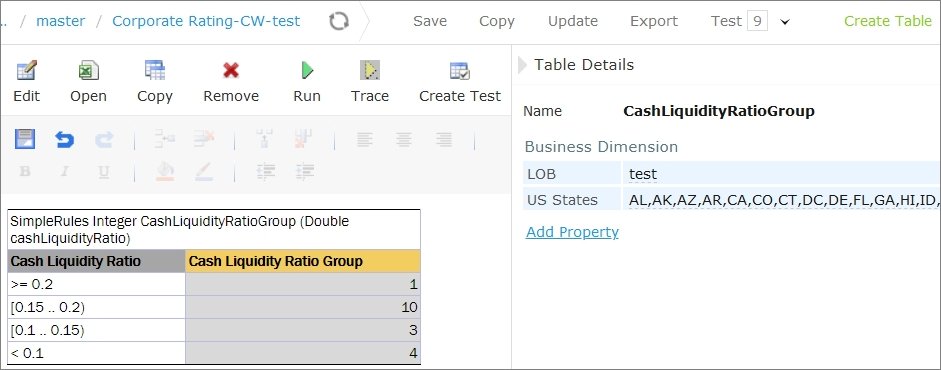 .. / master / Corporate Rating-CW-test Save Copy Update Export Test 9 Create Table
Edit Open Copy Remove Run Trace Create Test
B I U A
SimpleRules Integer CashLiquidityRatioGroup (Double
cashLiquidityRatio)
Cash Liquidity Ratio Cash Liquidity Ratio Group
>= 0.2 1
[0.15 .. 0.2) 10
[0.1 .. 0.15) 3
< 0.1 4
Table Details
Name CashLiquidityRatioGroup
Business Dimension
LOB test
US States AL,AK,AZ,AR,CA,CO,CT,DC,DE,FL,GA,HI,ID,
Add Property